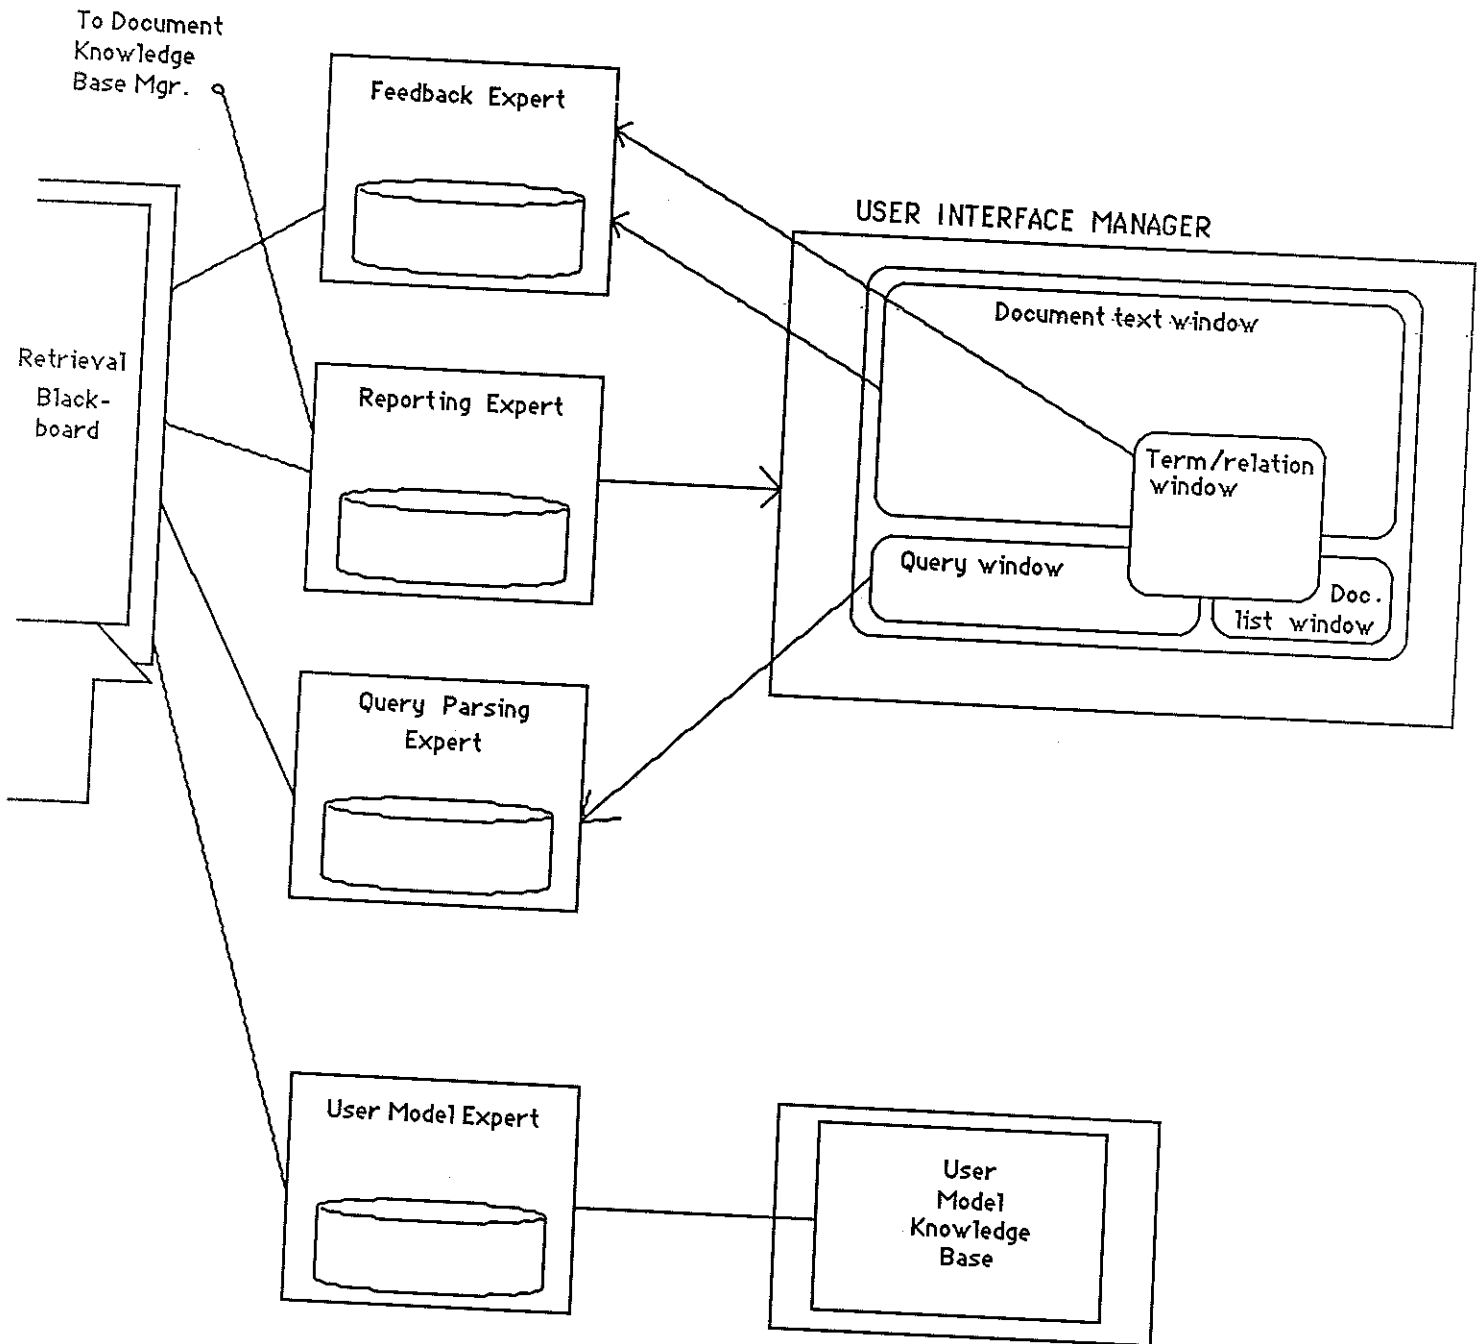 To Document
Knowledge
Base Mgr.
Feedback Expert
USER INTERFACE MANAGER
Document text window
Retrieval
Black-
board
Reporting Expert
Term/relation
window
Query window
Doc.
list window
Query Parsing
Expert
User Model Expert
User
Model
Knowledge
Base